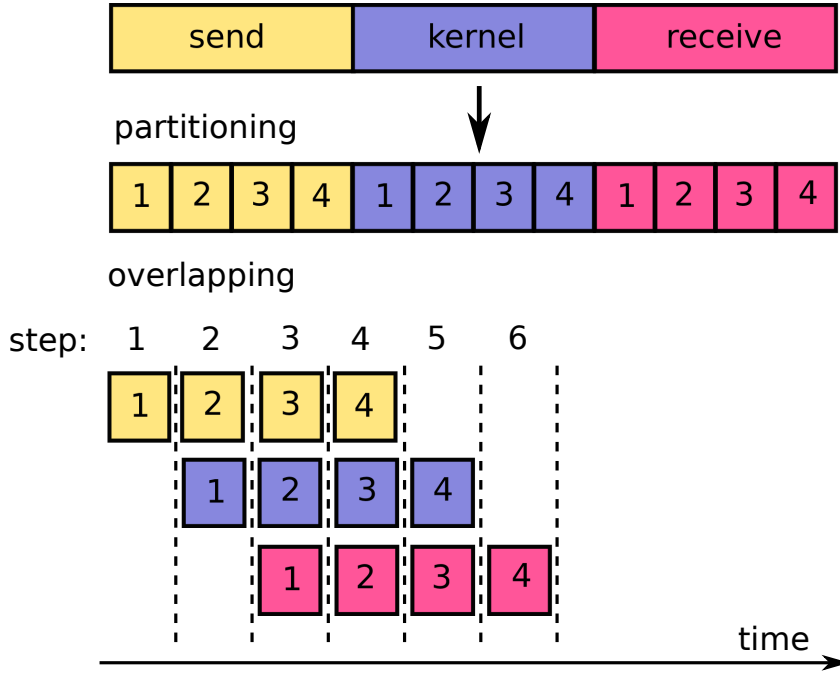 send kernel receive
partitioning
1 2 3 4 1 2 3 4 1 2 3 4
overlapping
step: 1 2 3 4 5 6
1 2 3 4
1 2 3 4
1 2 3 4
time